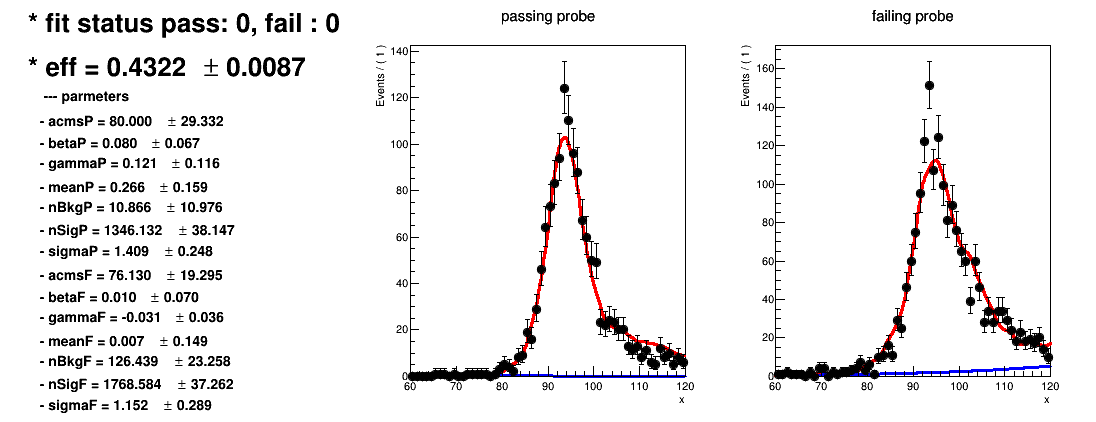 * fit status pass: 0, fail : 0
* eff = 0.4322 ± 0.0087
--- parmeters
- acmsP = 80.000 ± 29.332
- betaP = 0.080 ± 0.067
- gammaP = 0.121 ± 0.116
- meanP = 0.266 ± 0.159
- nBkgP = 10.866 ± 10.976
- nSigP = 1346.132 ± 38.147
- sigmaP = 1.409 ± 0.248
- acmsF = 76.130 ± 19.295
- betaF = 0.010 ± 0.070
- gammaF = -0.031 ± 0.036
- meanF = 0.007 ± 0.149
- nBkgF = 126.439 ± 23.258
- nSigF = 1768.584 ± 37.262
- sigmaF = 1.152 ± 0.289
passing probe
Events / ( 1 )
140
120
100
80
60
40
20
0
60 70 80 90 100 110 120
x
failing probe
Events / ( 1 )
160
140
120
100
80
60
40
20
0
60 70 80 90 100 110 120
x